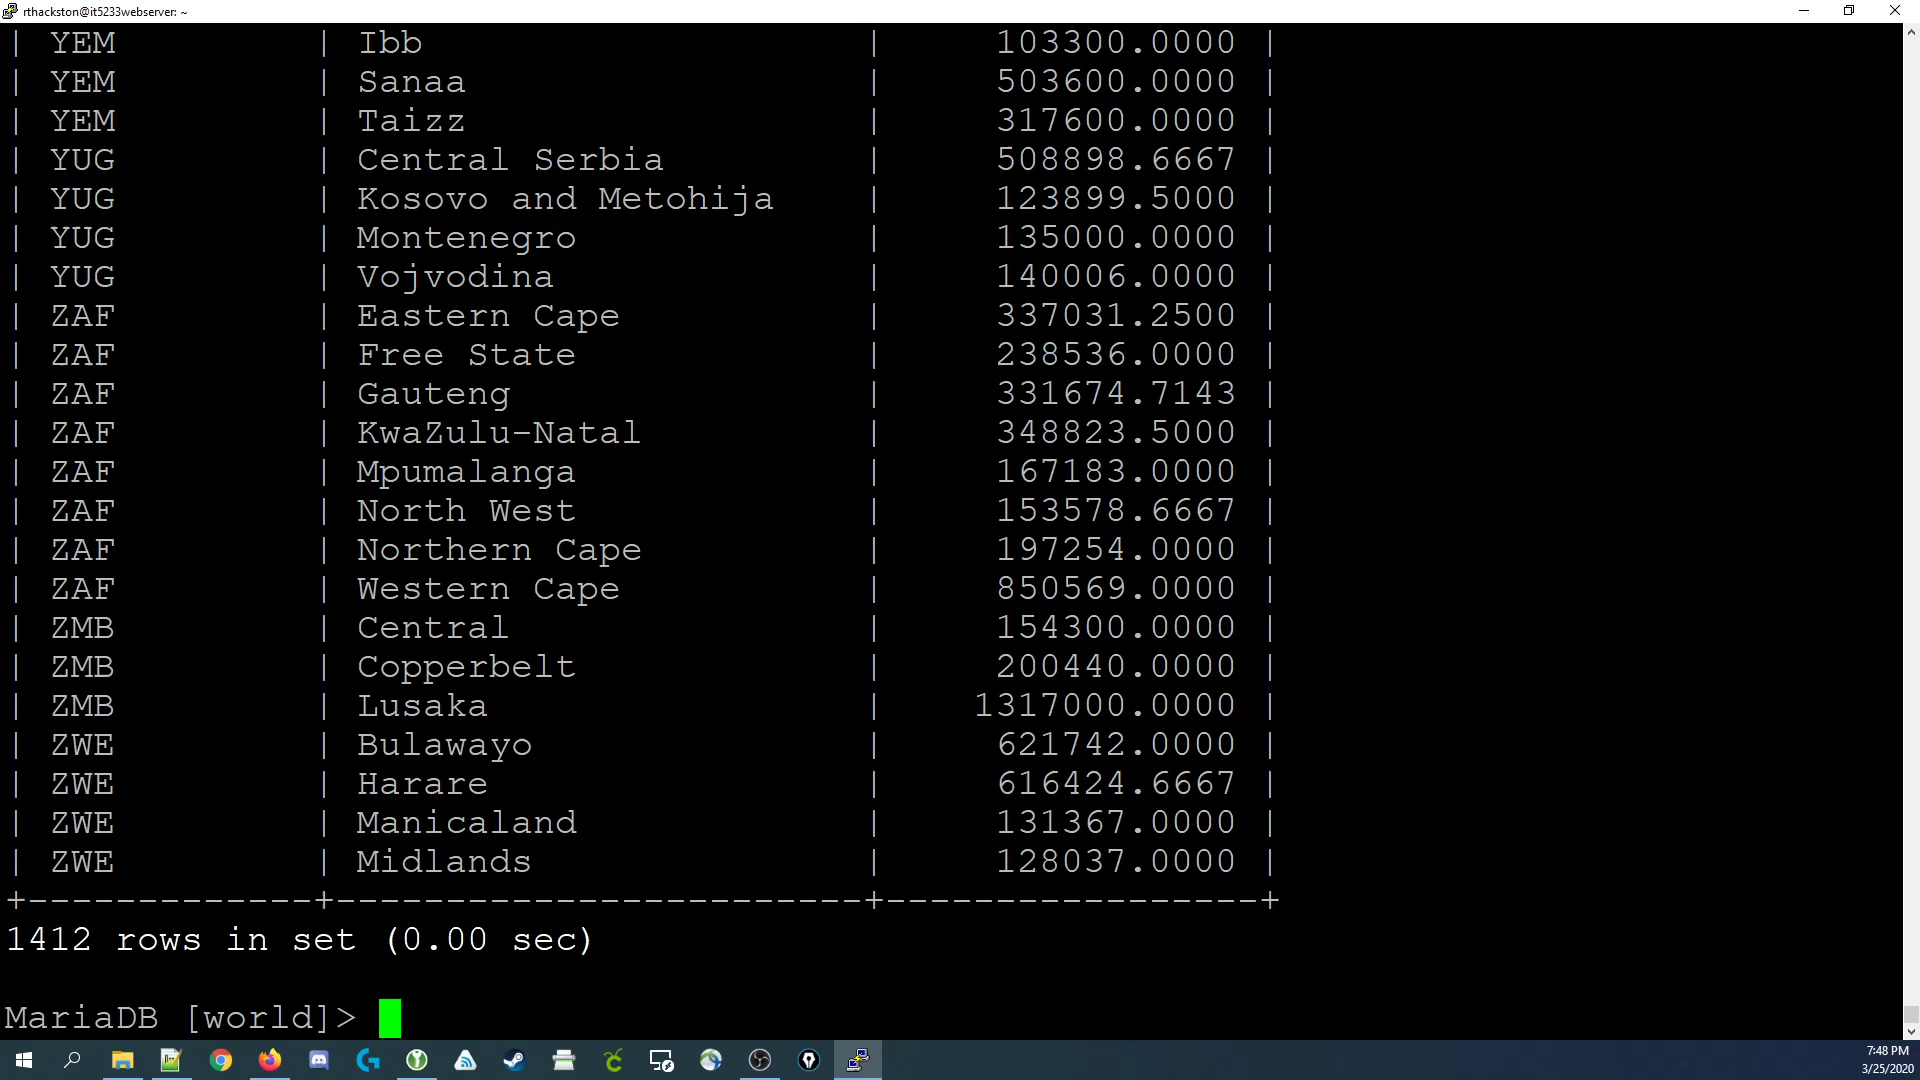 rthackston@it5233webserver: ~
| YEM | Ibb | 103300.0000 |
| YEM | Sanaa | 503600.0000 |
| YEM | Taizz | 317600.0000 |
| YUG | Central Serbia | 508898.6667 |
| YUG | Kosovo and Metohija | 123899.5000 |
| YUG | Montenegro | 135000.0000 |
| YUG | Vojvodina | 140006.0000 |
| ZAF | Eastern Cape | 337031.2500 |
| ZAF | Free State | 238536.0000 |
| ZAF | Gauteng | 331674.7143 |
| ZAF | KwaZulu-Natal | 348823.5000 |
| ZAF | Mpumalanga | 167183.0000 |
| ZAF | North West | 153578.6667 |
| ZAF | Northern Cape | 197254.0000 |
| ZAF | Western Cape | 850569.0000 |
| ZMB | Central | 154300.0000 |
| ZMB | Copperbelt | 200440.0000 |
| ZMB | Lusaka | 1317000.0000 |
| ZWE | Bulawayo | 621742.0000 |
| ZWE | Harare | 616424.6667 |
| ZWE | Manicaland | 131367.0000 |
| ZWE | Midlands | 128037.0000 |
+-------------+------------------------+-----------------+
1412 rows in set (0.00 sec)
MariaDB [world]>
7:48 PM
3/25/2020